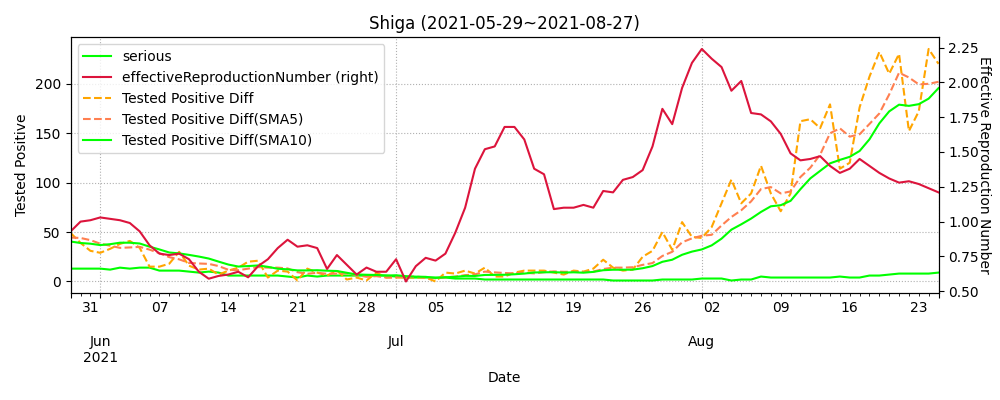 Shiga (2021-05-29~2021-08-27)
serious
effectiveReproductionNumber (right)
Tested Positive Diff
Tested Positive Diff(SMA5)
Tested Positive Diff(SMA10)
Tested Positive
200
150
100
50
0
Effective Reproduction Number
2.25
2.00
1.75
1.50
1.25
1.00
0.75
0.50
31 07 14 21 28 05 12 19 26 02 09 16 23
Jun Jul Aug
2021
Date